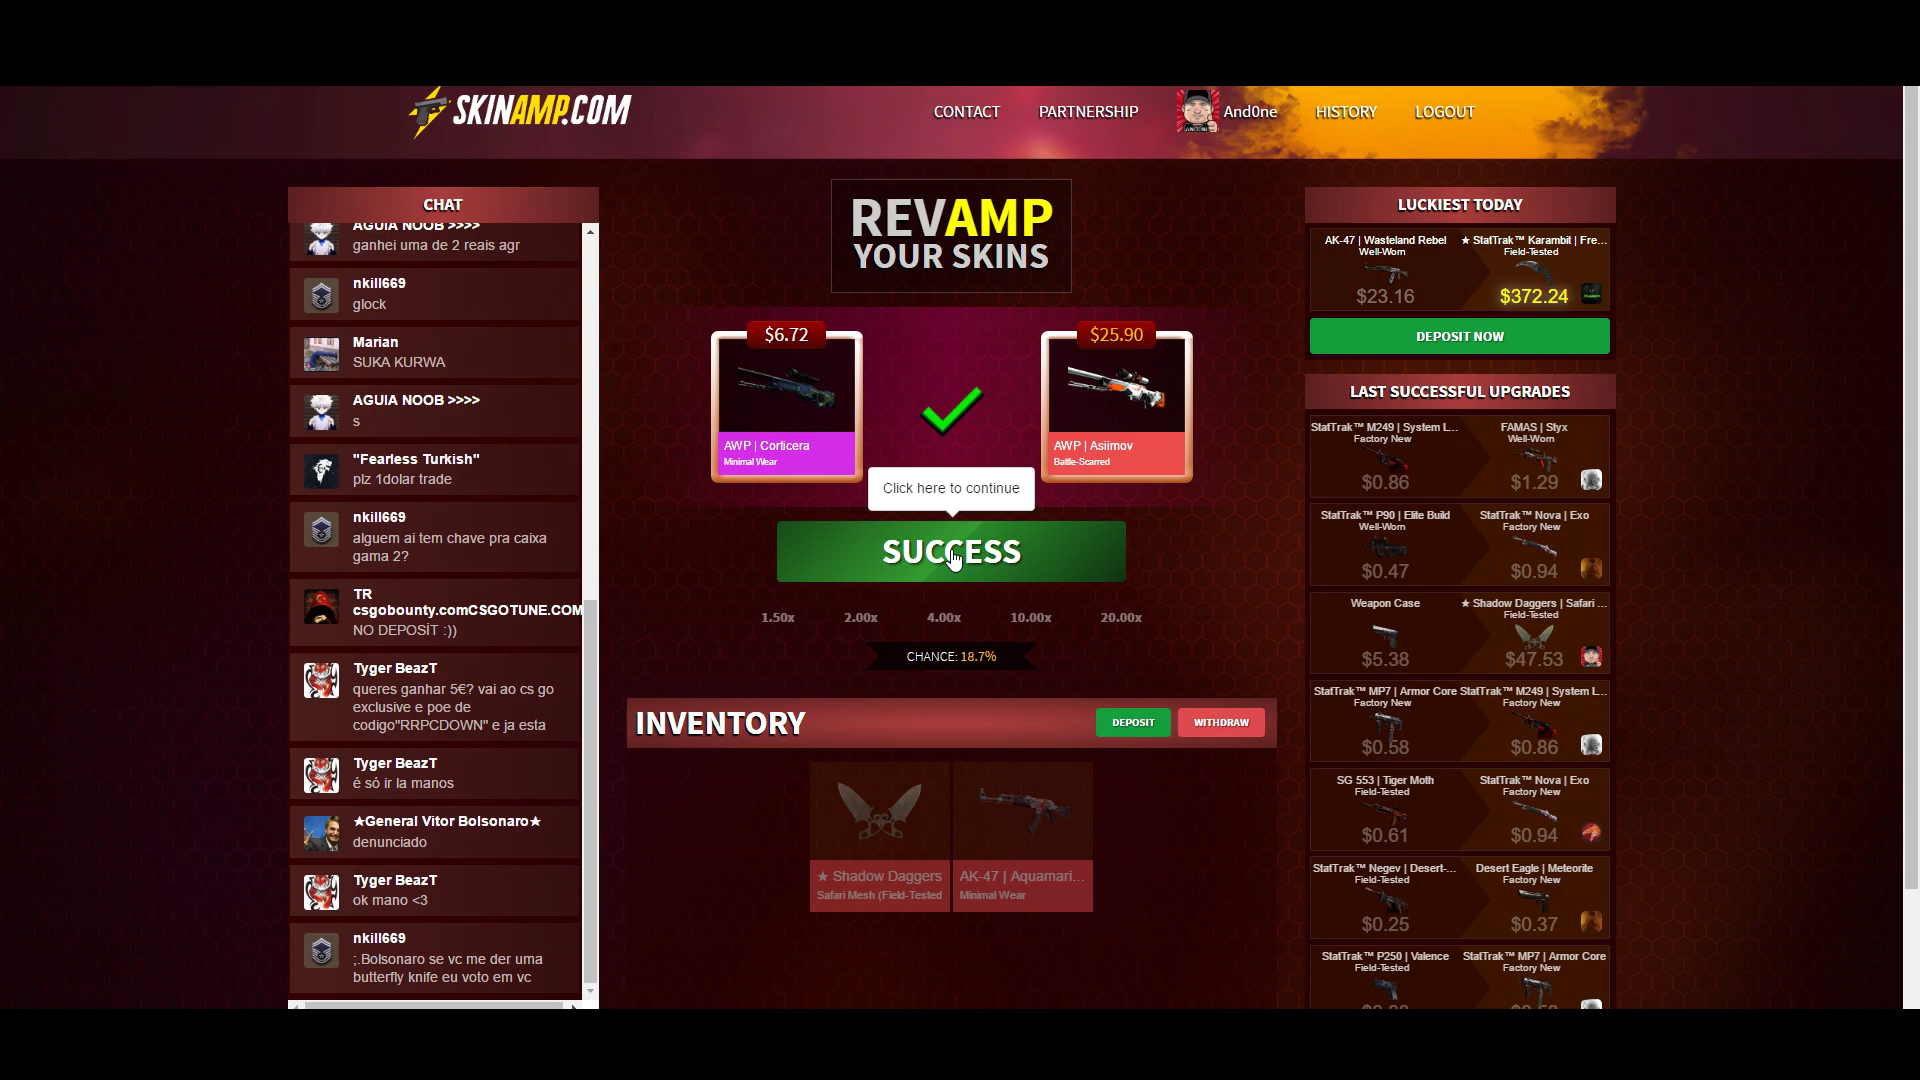 SKINAMP.COM
CONTACT
PARTNERSHIP
And0ne
HISTORY
LOGOUT
CHAT
AGUIA NOOB >>>>
ganhei uma de 2 reais agr
nkill669
glock
Marian
SUKA KURWA
AGUIA NOOB >>>>
s
"Fearless Turkish"
plz 1dolar trade
nkill669
alguem ai tem chave pra caixa
gama 2?
TR
csgobounty.comCSGOTUNE.COM
NO DEPOSİT :))
Tyger BeazT
queres ganhar 5€? vai ao cs go
exclusive e poe de
codigo"RRPCDOWN" e ja esta
Tyger BeazT
é só ir la manos
★General Vitor Bolsonaro★
denunciado
Tyger BeazT
ok mano <3
nkill669
;.Bolsonaro se vc me der uma
butterfly knife eu voto em vc
REVAMP
YOUR SKINS
$6.72
AWP | Corticera
Minimal Wear
$25.90
AWP | Asiimov
Battle-Scarred
Click here to continue
SUCCESS
1.50x
2.00x
4.00x
10.00x
20.00x
CHANCE: 18.7%
INVENTORY
DEPOSIT
WITHDRAW
★ Shadow Daggers
Safari Mesh (Field-Tested
AK-47 | Aquamari...
Minimal Wear
LUCKIEST TODAY
AK-47 | Wasteland Rebel
Well-Worn
$23.16
★ StatTrak™ Karambit | Fre...
Field-Tested
$372.24
DEPOSIT NOW
LAST SUCCESSFUL UPGRADES
StatTrak™ M249 | System L...
Factory New
$0.86
FAMAS | Styx
Well-Worn
$1.29
StatTrak™ P90 | Elite Build
Well-Worn
$0.47
StatTrak™ Nova | Exo
Factory New
$0.94
Weapon Case
$5.38
★ Shadow Daggers | Safari ...
Field-Tested
$47.53
StatTrak™ MP7 | Armor Core
Factory New
$0.58
StatTrak™ M249 | System L...
Factory New
$0.86
SG 553 | Tiger Moth
Field-Tested
$0.61
StatTrak™ Nova | Exo
Factory New
$0.94
StatTrak™ Negev | Desert-...
Field-Tested
$0.25
Desert Eagle | Meteorite
Factory New
$0.37
StatTrak™ P250 | Valence
Field-Tested
StatTrak™ MP7 | Armor Core
Factory New